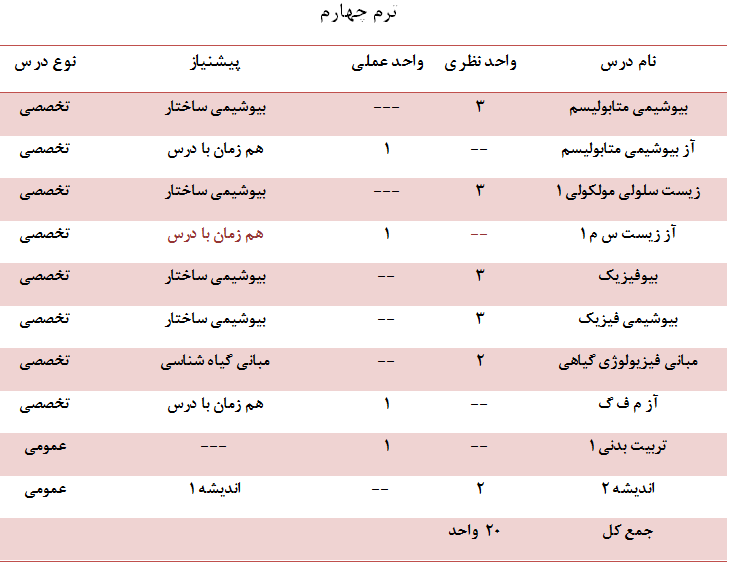 ترم چهارم
نام درس واحد نظری واحد عملی پیشنیاز نوع درس
بیوشیمی متابولیسم ۳ --- بیوشیمی ساختار تخصصی
آز بیوشیمی متابولیسم -- ۱ هم زمان با درس تخصصی
زیست سلولی مولکولی ۱ ۳ --- بیوشیمی ساختار تخصصی
آز زیست س م ۱ -- ۱ هم زمان با درس تخصصی
بیوفیزیک ۳ -- بیوشیمی ساختار تخصصی
بیوشیمی فیزیک ۳ -- بیوشیمی ساختار تخصصی
مبانی فیزیولوژی گیاهی ۲ -- مبانی گیاه شناسی تخصصی
آز م ف گ -- ۱ هم زمان با درس تخصصی
تربیت بدنی ۱ -- ۱ --- عمومی
اندیشه ۲ ۲ -- اندیشه ۱ عمومی
جمع کل ۲۰ واحد